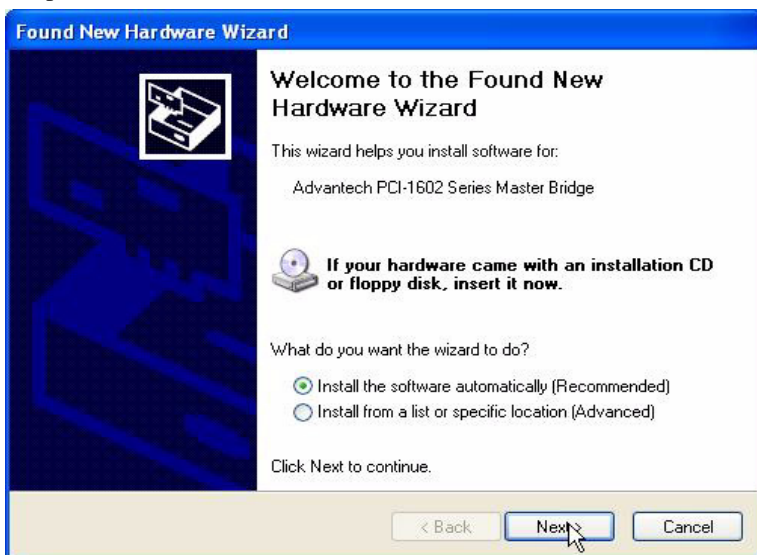 Found New Hardware Wizard
Welcome to the Found New
Hardware Wizard
This wizard helps you install software for:
Advantech PCI-1602 Series Master Bridge
If your hardware came with an installation CD
or floppy disk, insert it now.
What do you want the wizard to do?
Install the software automatically (Recommended)
Install from a list or specific location (Advanced)
Click Next to continue.
< Back Next > Cancel